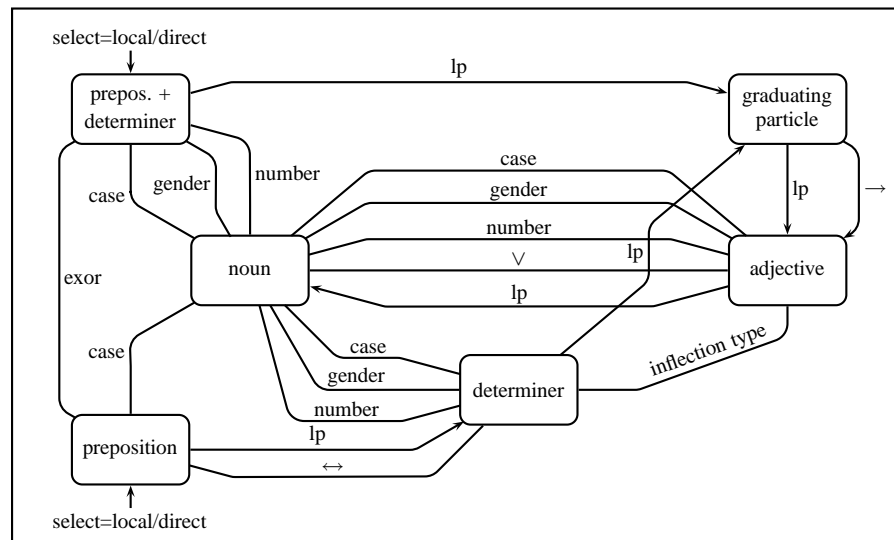 select=local/direct
lp
prepos. +
determiner
graduating
particle
case
gender
number
case
gender
number
lp
→
lp
exor
noun
∨
adjective
lp
case
case
gender
number
inflection type
determiner
preposition
lp
↔
select=local/direct